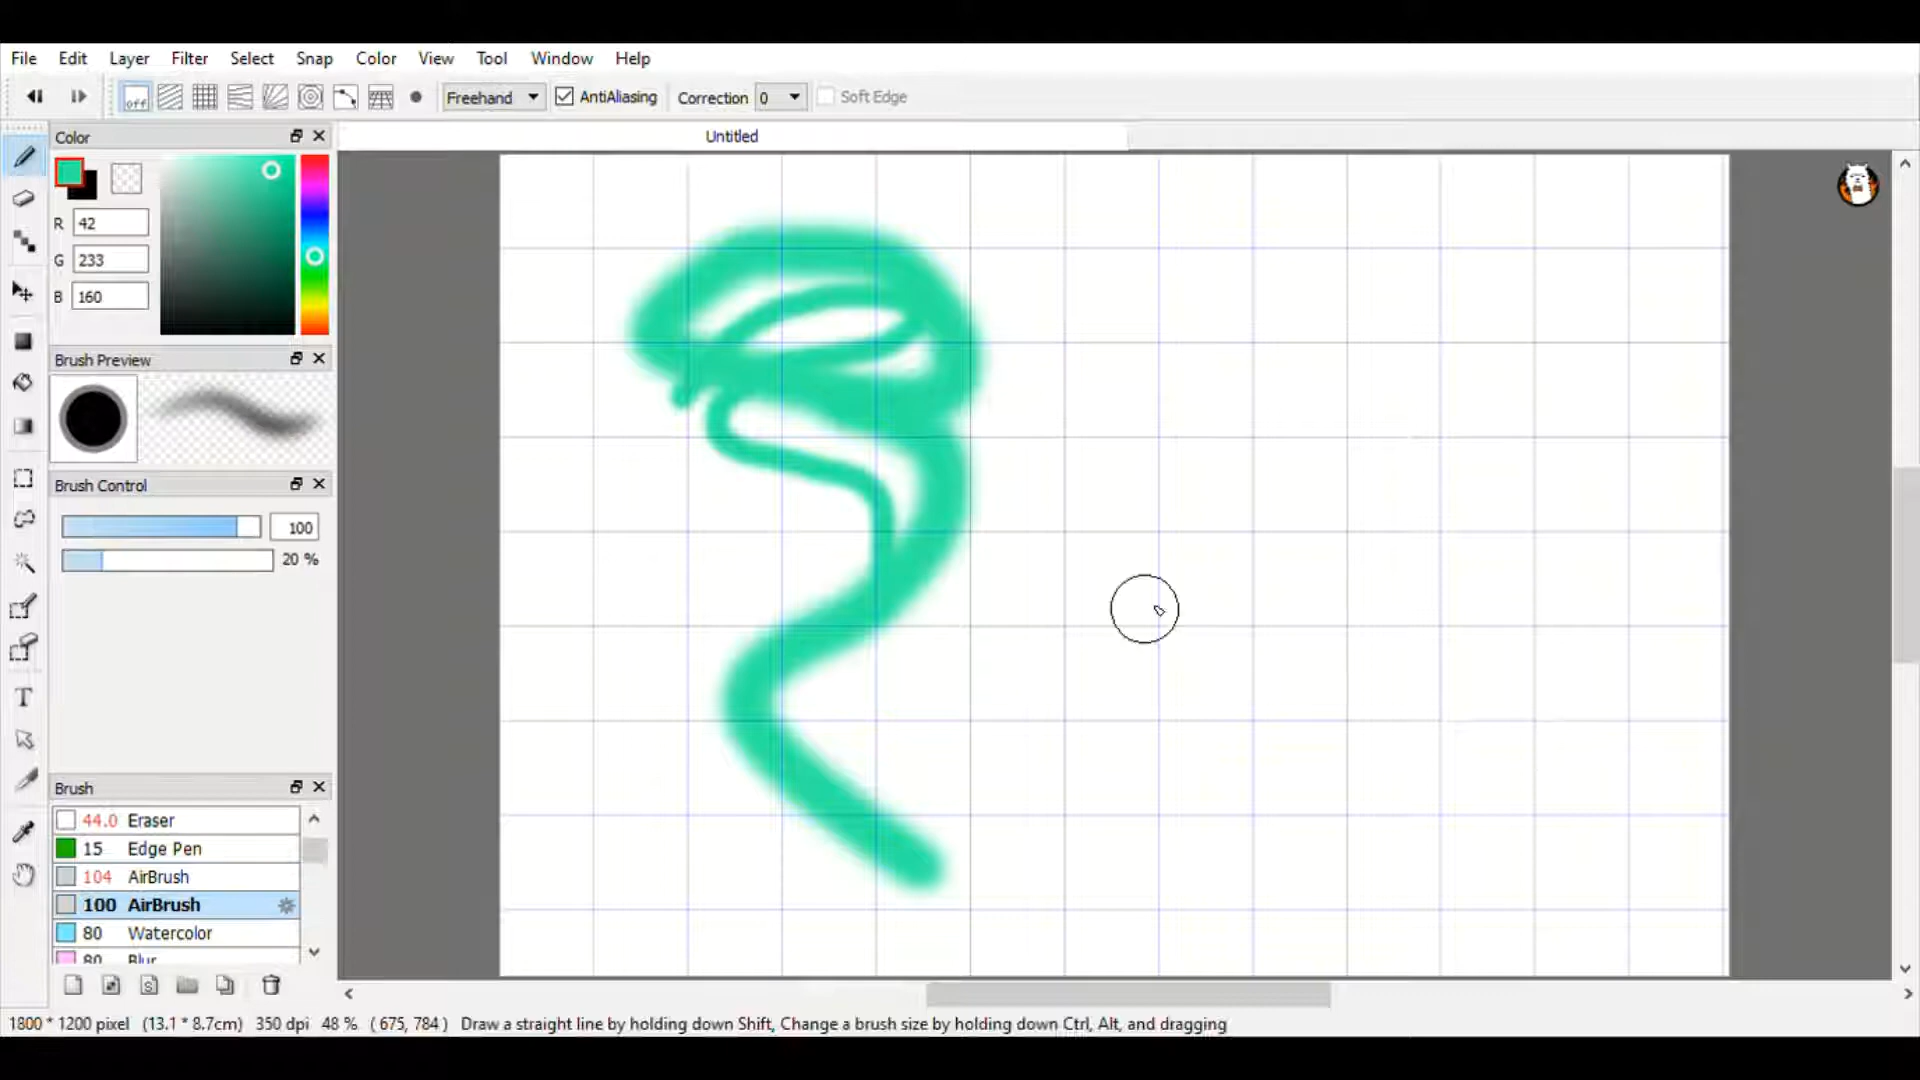 File Edit Layer Filter Select Snap Color View Tool Window Help
off Freehand AntiAliasing Correction 0 Soft Edge
Color
Untitled
R 42
G 233
B 160
Brush Preview
Brush Control
100
20 %
Brush
44.0 Eraser
15 Edge Pen
104 AirBrush
100 AirBrush
80 Watercolor
80 Blur
S
T
1800 * 1200 pixel (13.1 * 8.7cm) 350 dpi 48 % ( 675, 784 ) Draw a straight line by holding down Shift, Change a brush size by holding down Ctrl, Alt, and dragging